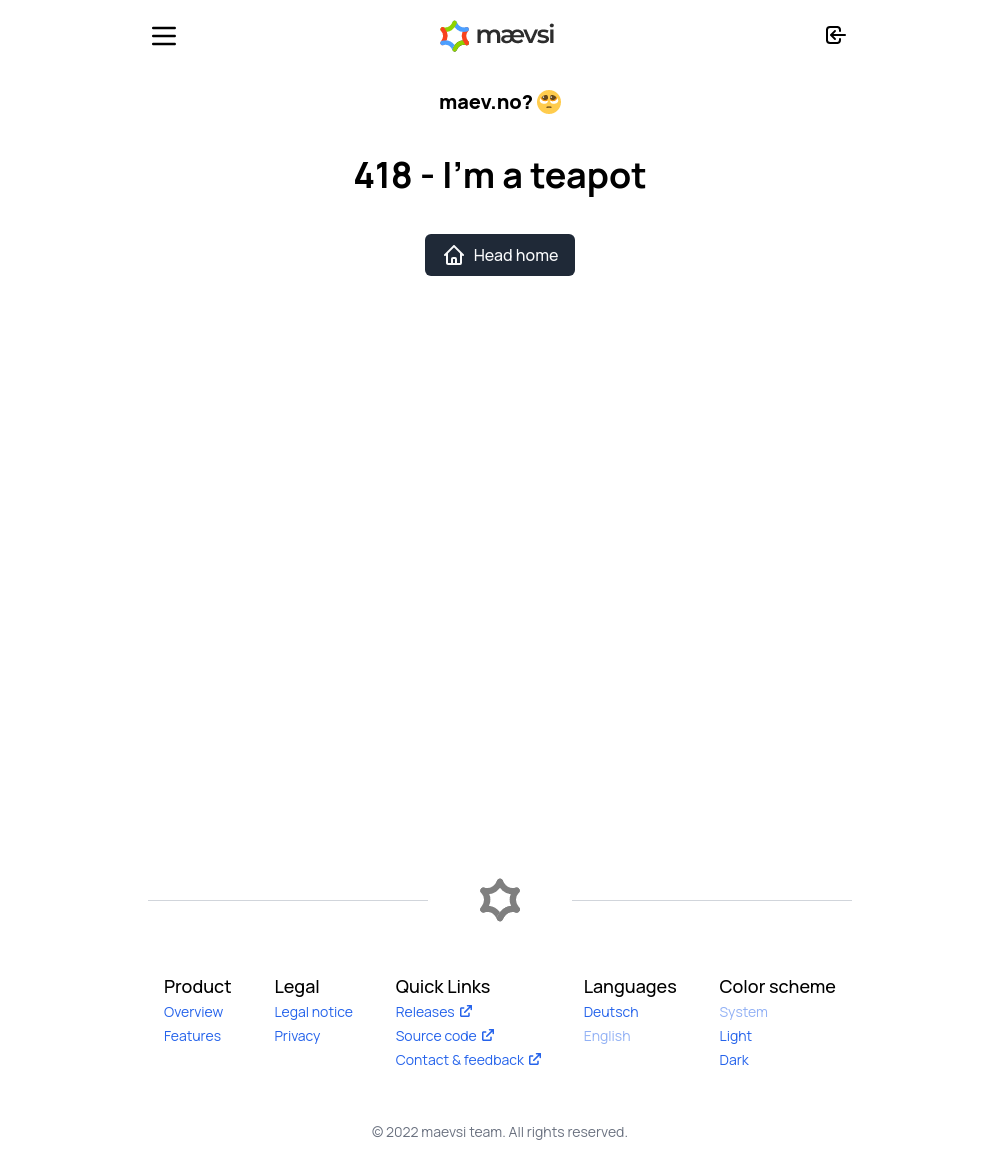 mævsi
maev.no? 🥺
418 - I'm a teapot
Head home
Product
Overview
Features
Legal
Legal notice
Privacy
Quick Links
Releases
Source code
Contact & feedback
Languages
Deutsch
English
Color scheme
System
Light
Dark
© 2022 maevsi team. All rights reserved.